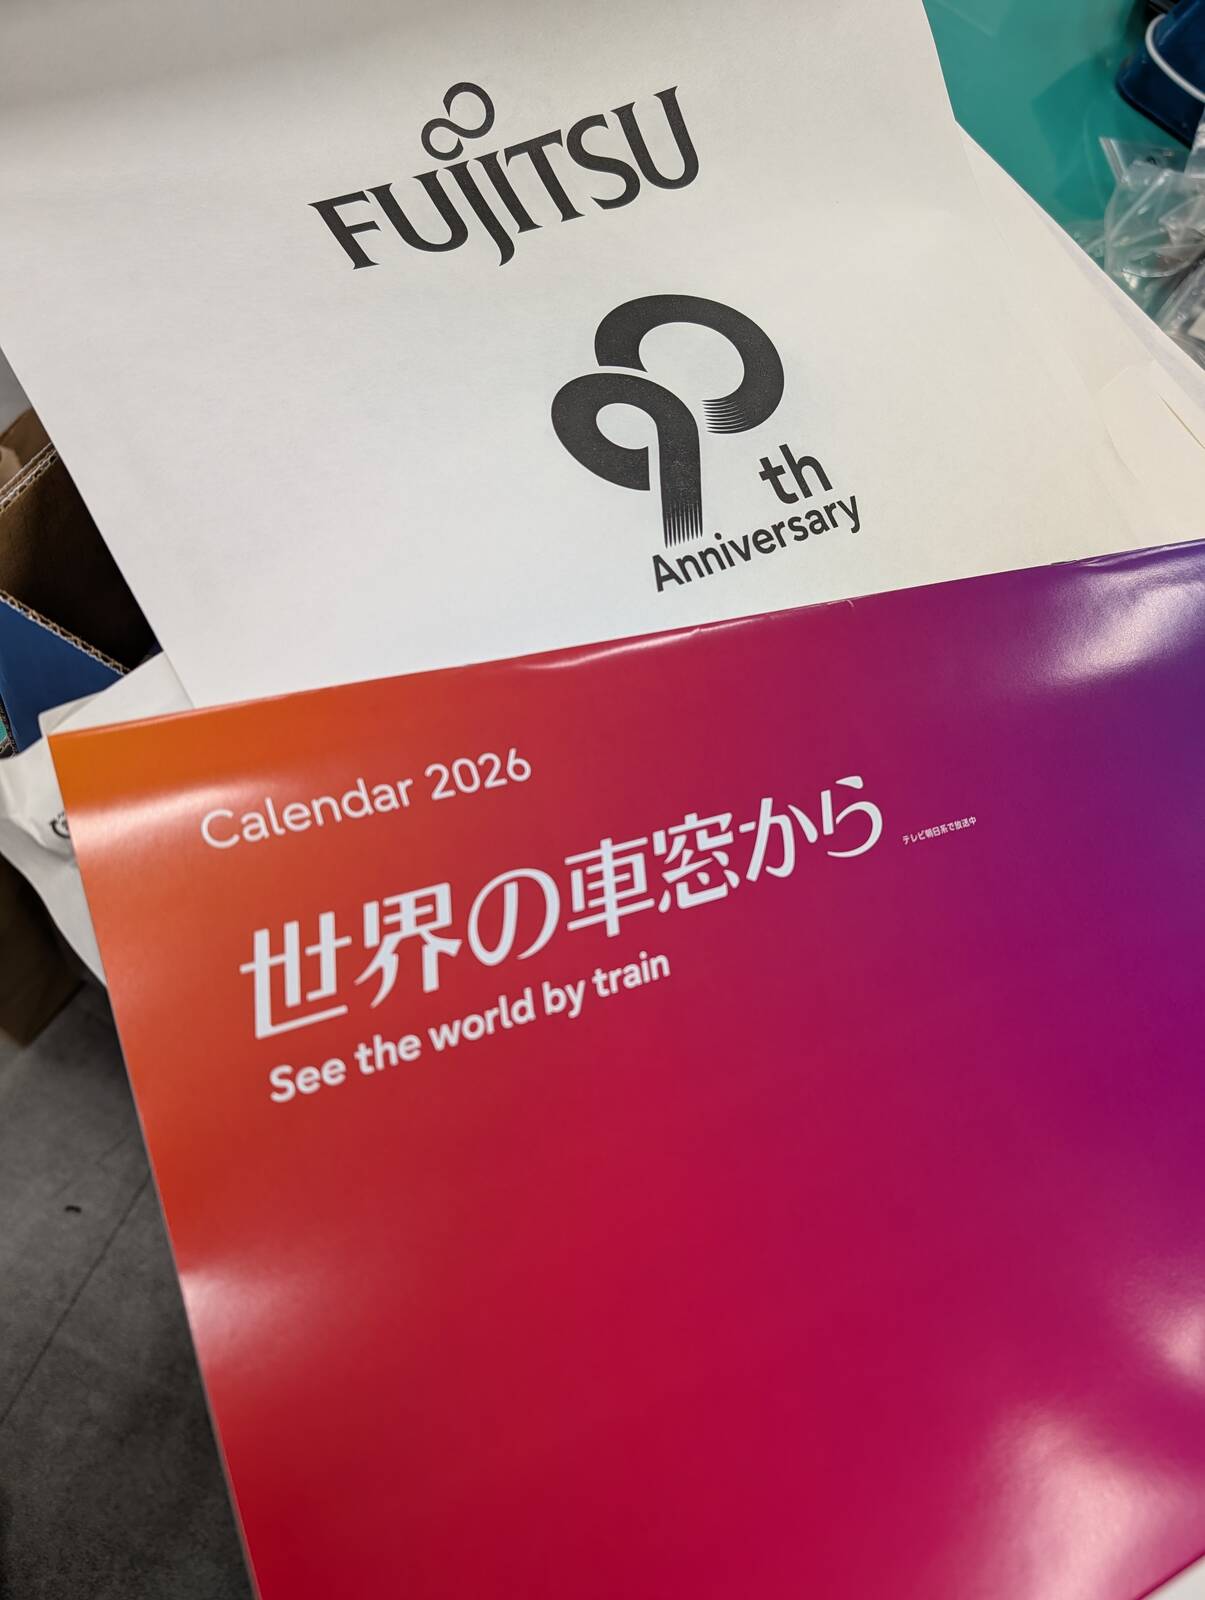 FUJITSU
90th
Anniversary
Calendar 2026
世界の車窓から
テレビ朝日系で放送中
See the world by train